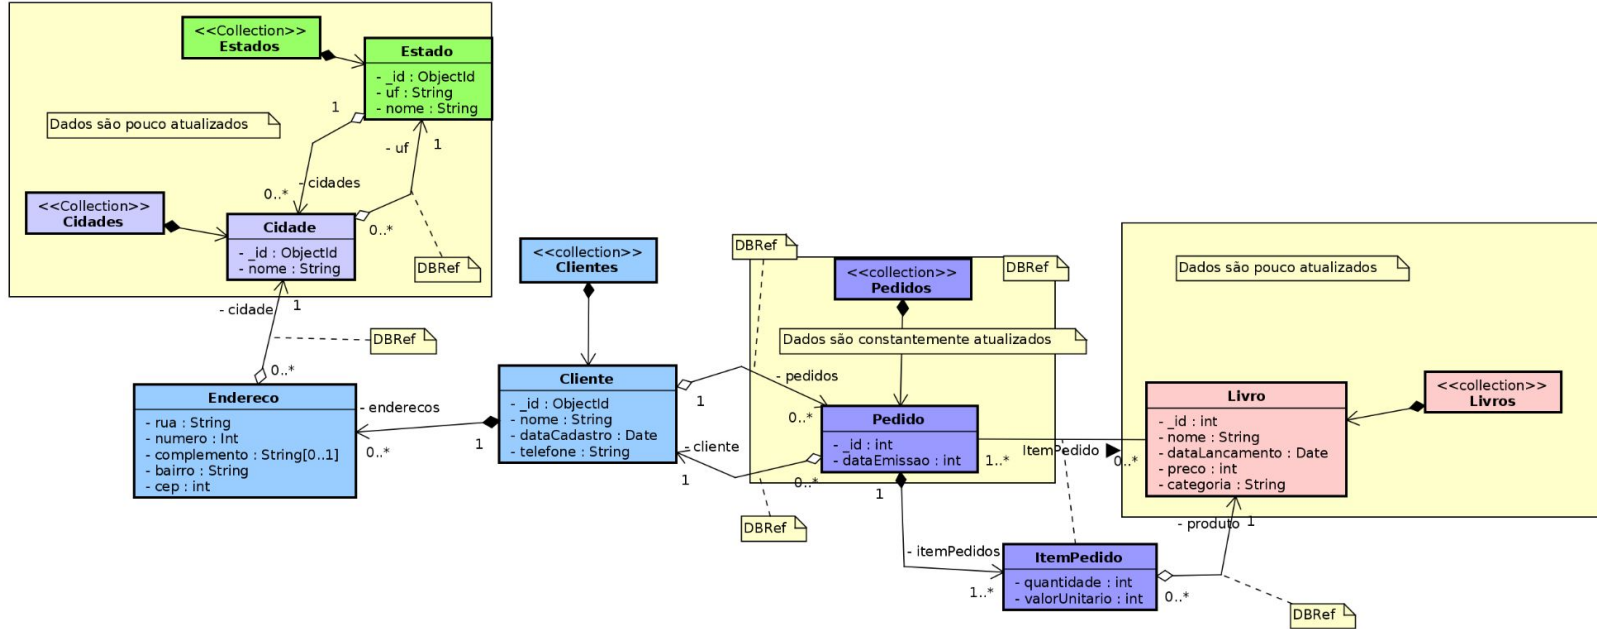 <<Collection>>
Estados
Estado
- _id : ObjectId
- uf : String
- nome : String
Dados são pouco atualizados
1
- uf
1
0..*
- cidades
0..*
<<Collection>>
Cidades
Cidade
- _id : ObjectId
- nome : String
DBRef
- cidade
1
DBRef
0..*
Endereco
- rua : String
- numero : Int
- complemento : String[0..1]
- bairro : String
- cep : int
- enderecos
0..*
1
<<collection>>
Clientes
Cliente
- _id : ObjectId
- nome : String
- dataCadastro : Date
- telefone : String
1
- pedidos
0..*
- cliente
1
0..*
DBRef
DBRef
DBRef
<<collection>>
Pedidos
Dados são constantemente atualizados
Pedido
- _id : int
- dataEmissao : int
1..*
ItemPedido
0..*
1
- itemPedidos
1..*
ItemPedido
- quantidade : int
- valorUnitario : int
0..*
- produto
1
DBRef
Dados são pouco atualizados
Livro
- _id : int
- nome : String
- dataLancamento : Date
- preco : int
- categoria : String
<<collection>>
Livros